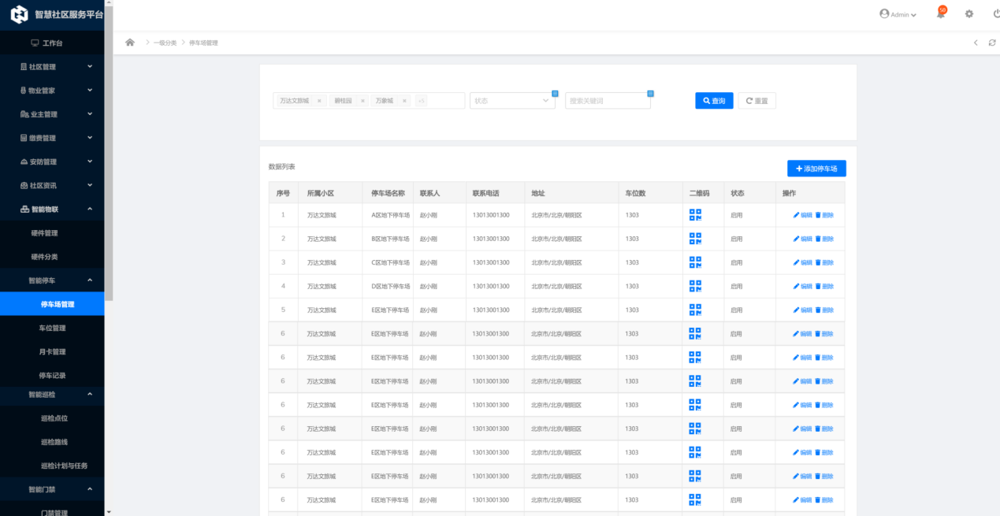 智慧社区服务平台
Admin
50
工作台
一级分类 > 停车场管理
社区管理
物业管家
业主管理
缴费管理
安防管理
社区资讯
智能物联
硬件管理
硬件分类
智能停车
停车场管理
车位管理
月卡管理
停车记录
智能巡检
巡检点位
巡检路线
巡检计划与任务
智能门禁
门禁管理
万达文旅城 × 碧桂园 × 万象城 × +5 状态 搜索关键词 查询 重置
数据列表
+ 添加停车场
序号 所属小区 停车场名称 联系人 联系电话 地址 车位数 二维码 状态 操作
1 万达文旅城 A区地下停车场 赵小刚 13013001300 北京市/北京/朝阳区 1303 启用 编辑 删除
2 万达文旅城 B区地下停车场 赵小刚 13013001300 北京市/北京/朝阳区 1303 启用 编辑 删除
3 万达文旅城 C区地下停车场 赵小刚 13013001300 北京市/北京/朝阳区 1303 启用 编辑 删除
4 万达文旅城 D区地下停车场 赵小刚 13013001300 北京市/北京/朝阳区 1303 启用 编辑 删除
5 万达文旅城 E区地下停车场 赵小刚 13013001300 北京市/北京/朝阳区 1303 启用 编辑 删除
6 万达文旅城 E区地下停车场 赵小刚 13013001300 北京市/北京/朝阳区 1303 启用 编辑 删除
6 万达文旅城 E区地下停车场 赵小刚 13013001300 北京市/北京/朝阳区 1303 启用 编辑 删除
6 万达文旅城 E区地下停车场 赵小刚 13013001300 北京市/北京/朝阳区 1303 启用 编辑 删除
6 万达文旅城 E区地下停车场 赵小刚 13013001300 北京市/北京/朝阳区 1303 启用 编辑 删除
6 万达文旅城 E区地下停车场 赵小刚 13013001300 北京市/北京/朝阳区 1303 启用 编辑 删除
6 万达文旅城 E区地下停车场 赵小刚 13013001300 北京市/北京/朝阳区 1303 启用 编辑 删除
6 万达文旅城 E区地下停车场 赵小刚 13013001300 北京市/北京/朝阳区 1303 启用 编辑 删除
6 万达文旅城 E区地下停车场 赵小刚 13013001300 北京市/北京/朝阳区 1303 启用 编辑 删除